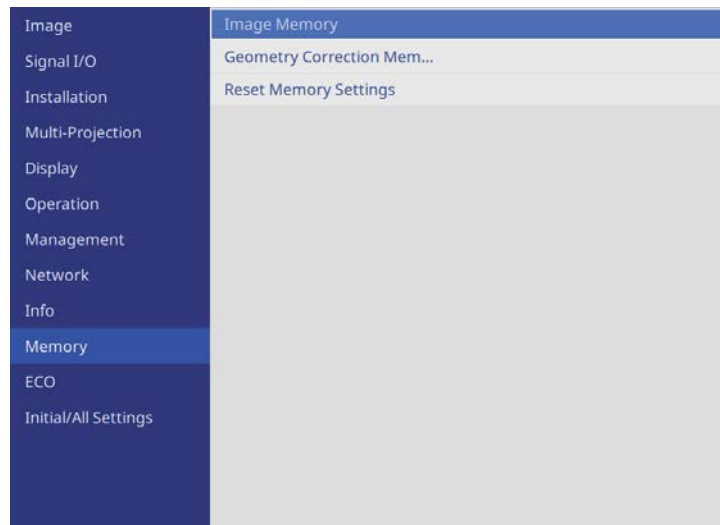 Image
Signal I/O
Installation
Multi-Projection
Display
Operation
Management
Network
Info
Memory
ECO
Initial/All Settings
Image Memory
Geometry Correction Mem...
Reset Memory Settings